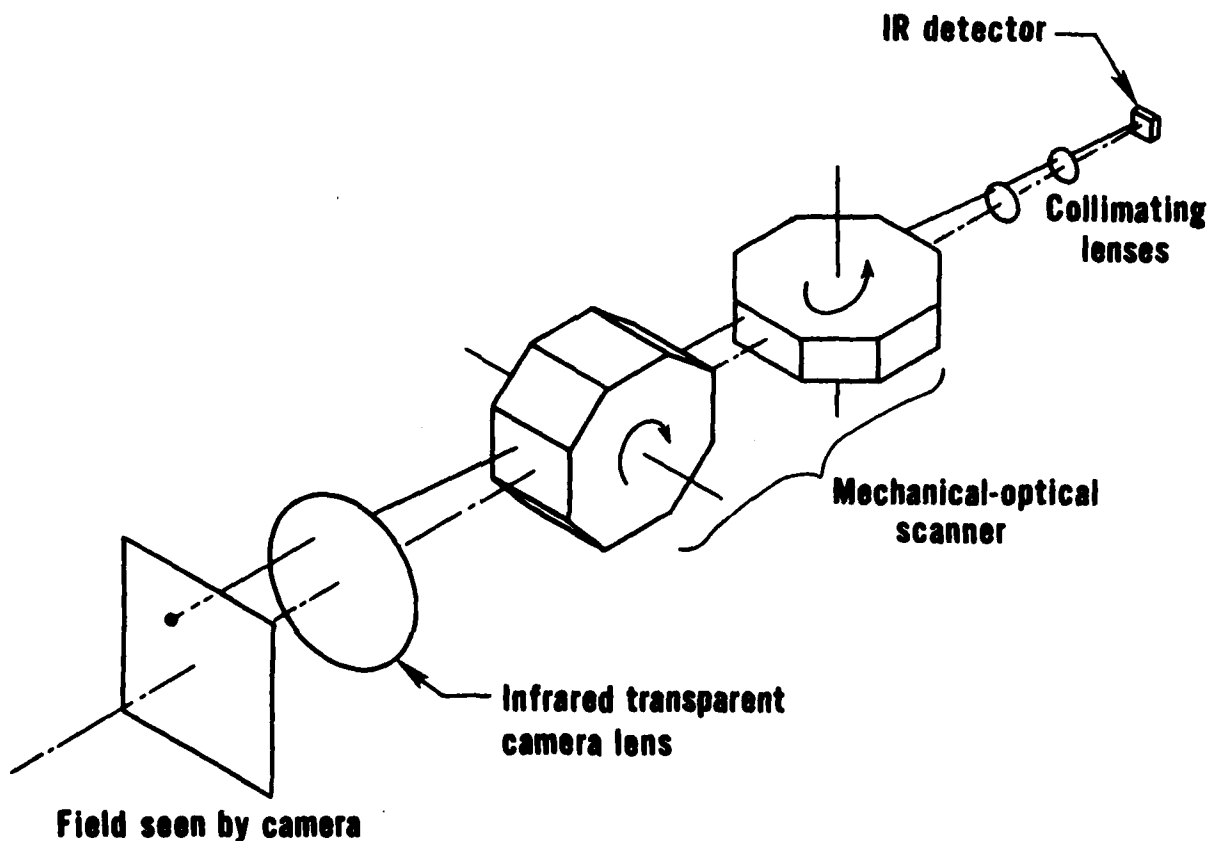 IR detector
Collimating
lenses
Mechanical-optical
scanner
Infrared transparent
camera lens
Field seen by camera